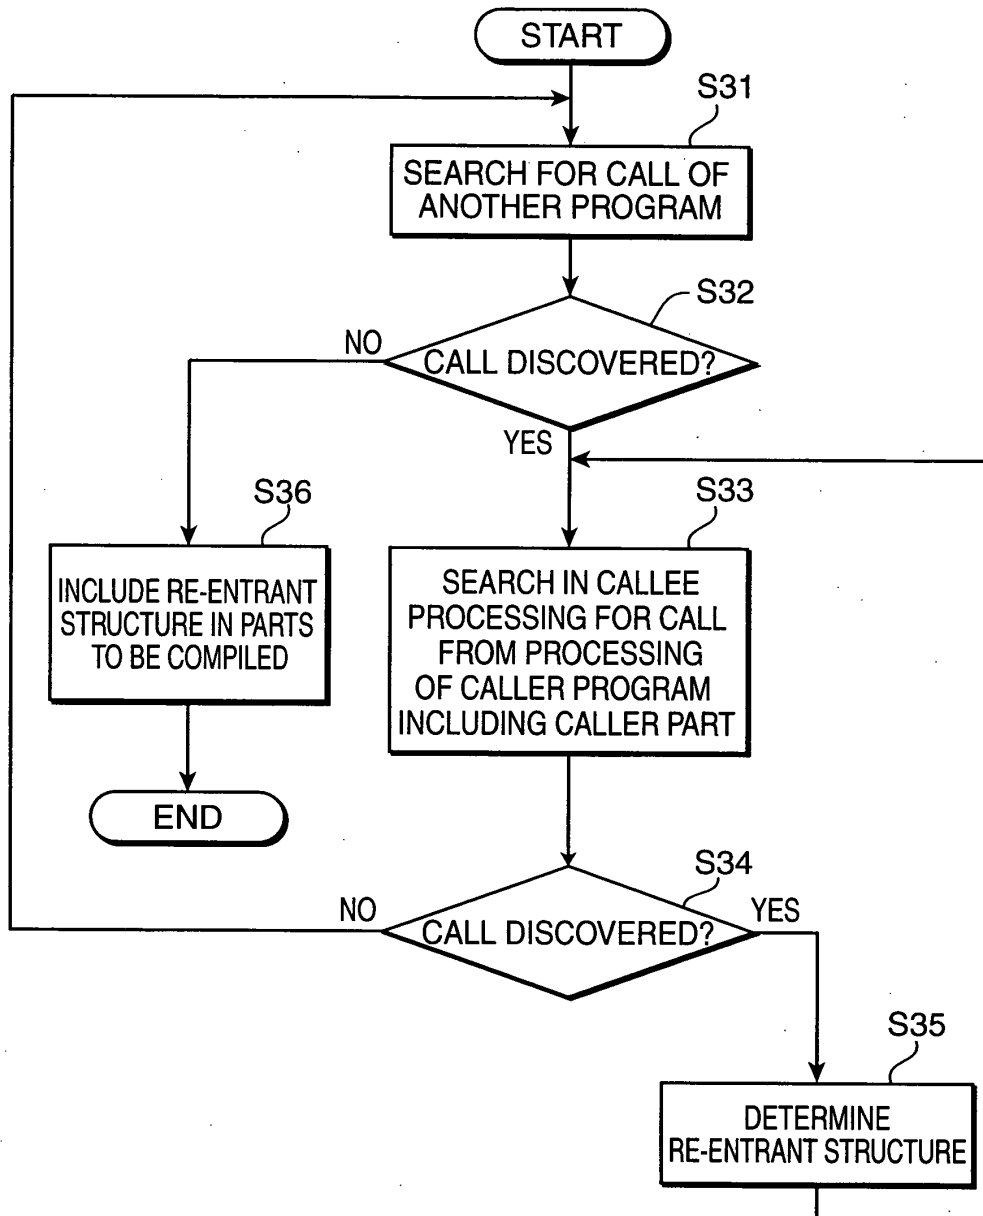 START
S31
SEARCH FOR CALL OF
ANOTHER PROGRAM
S32
CALL DISCOVERED?
NO
YES
S36
INCLUDE RE-ENTRANT
STRUCTURE IN PARTS
TO BE COMPILED
END
S33
SEARCH IN CALLEE
PROCESSING FOR CALL
FROM PROCESSING
OF CALLER PROGRAM
INCLUDING CALLER PART
S34
CALL DISCOVERED?
NO
YES
S35
DETERMINE
RE-ENTRANT STRUCTURE